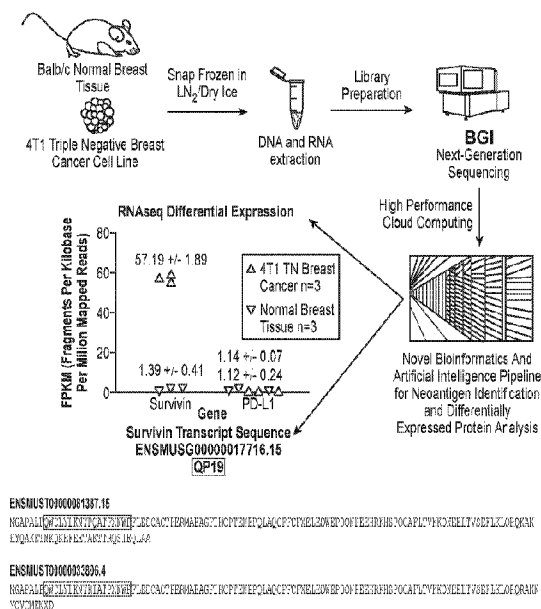 Balb/c Normal Breast
Tissue
4T1 Triple Negative Breast
Cancer Cell Line
Snap Frozen in
LN2/Dry Ice
DNA and RNA
extraction
Library
Preparation
BGI
Next-Generation
Sequencing
High Performance
Cloud Computing
Novel Bioinformatics And
Artificial Intelligence Pipeline
for Neoantigen Identification
and Differentially
Expressed Protein Analysis
RNAseq Differential Expression
FPKM (Fragments Per Kilobase
Per Milion Mapped Reads)
80
60
40
20
0
57.19 +/- 1.89
1.39 +/- 0.41
1.14 +/- 0.07
1.12 +/- 0.24
4T1 TN Breast
Cancer n=3
Normal Breast
Tissue n=3
Survivin
PD-L1
Gene
Survivin Transcript Sequence
ENSMUSG00000017716.15
QP19
ENSMUST00000081387.15
ENSMUST00000093806.4